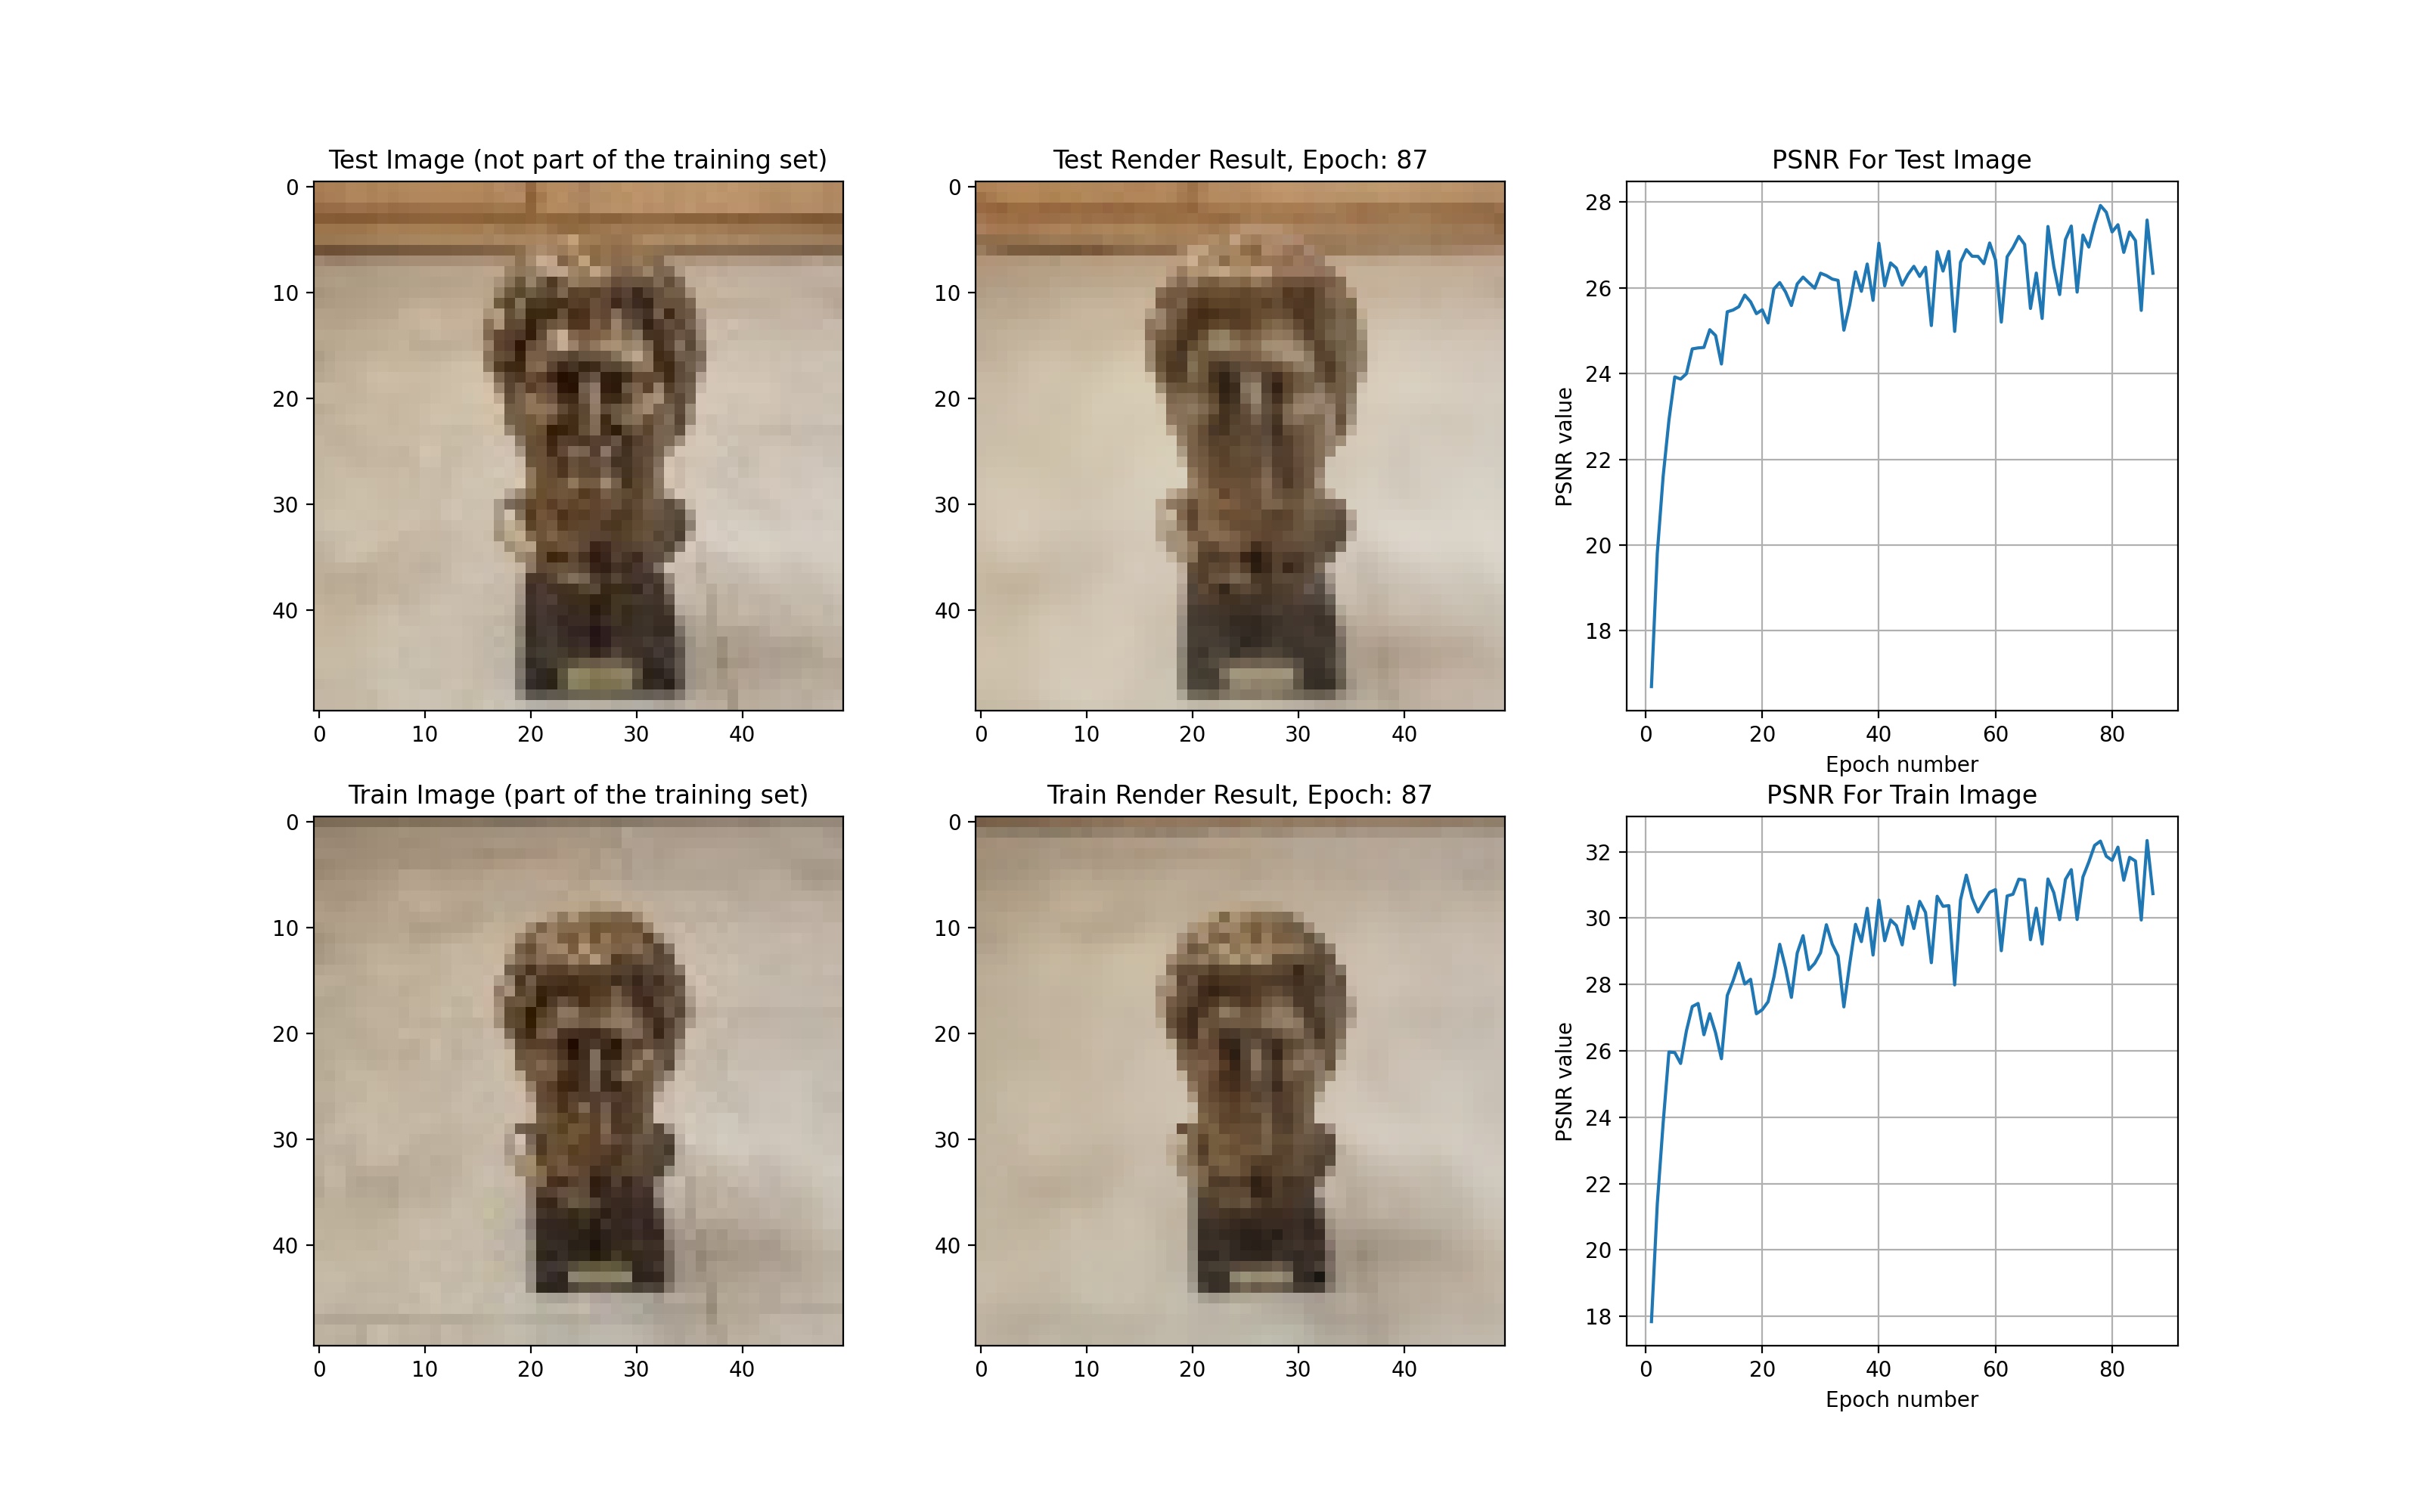 Test Image (not part of the training set)
0
10
20
30
40
0 10 20 30 40
Test Render Result, Epoch: 87
0
10
20
30
40
0 10 20 30 40
PSNR For Test Image
PSNR value
28
26
24
22
20
18
0 20 40 60 80
Epoch number
Train Image (part of the training set)
0
10
20
30
40
0 10 20 30 40
Train Render Result, Epoch: 87
0
10
20
30
40
0 10 20 30 40
PSNR For Train Image
PSNR value
32
30
28
26
24
22
20
18
0 20 40 60 80
Epoch number